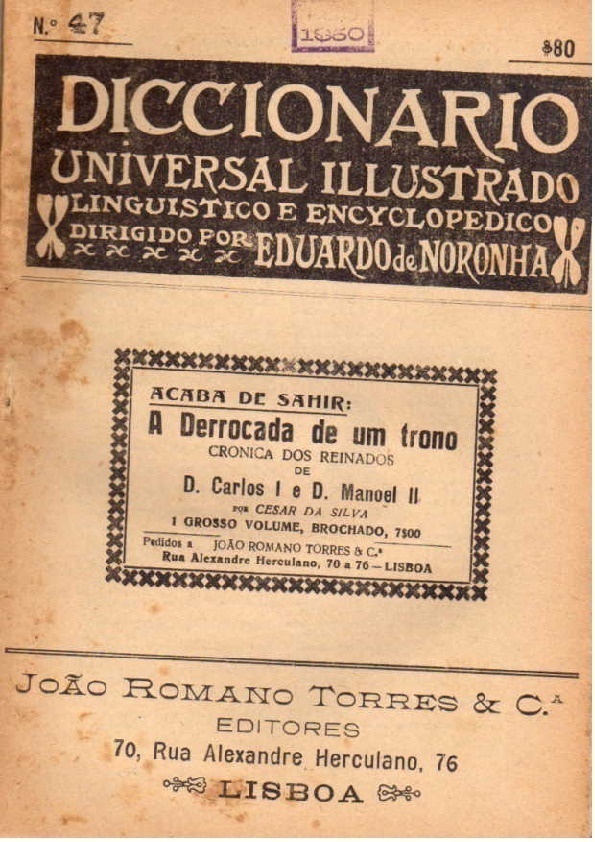 N.º 47
1850
$80
DICCIONARIO
UNIVERSAL ILLUSTRADO
LINGUISTICO E ENCYCLOPEDICO
DIRIGIDO POR EDUARDO de NORONHA
ACABA DE SAHIR:
A Derrocada de um trono
CRONICA DOS REINADOS
DE
D. Carlos I e D. Manoel II
POR CESAR DA SILVA
1 GROSSO VOLUME, BROCHADO, 7$00
Pedidos a JOÃO ROMANO TORRES & C.ª
Rua Alexandre Herculano, 70 a 76 — LISBOA
JOÃO ROMANO TORRES & C.ᴬ
EDITORES
70, Rua Alexandre Herculano, 76
LISBOA